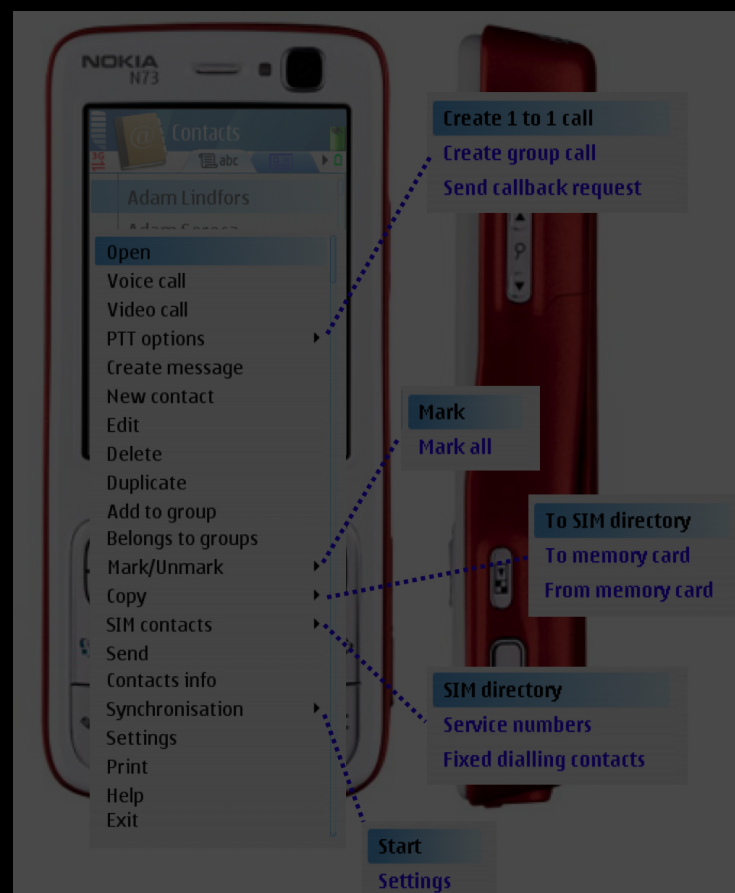 NOKIA
N73
Contacts
3G
abc
Adam Lindfors
Open
Voice call
Video call
PTT options
Create message
New contact
Edit
Delete
Duplicate
Add to group
Belongs to groups
Mark/Unmark
Copy
SIM contacts
Send
Contacts info
Synchronisation
Settings
Print
Help
Exit
Create 1 to 1 call
Create group call
Send callback request
Mark
Mark all
To SIM directory
To memory card
From memory card
SIM directory
Service numbers
Fixed dialling contacts
Start
Settings